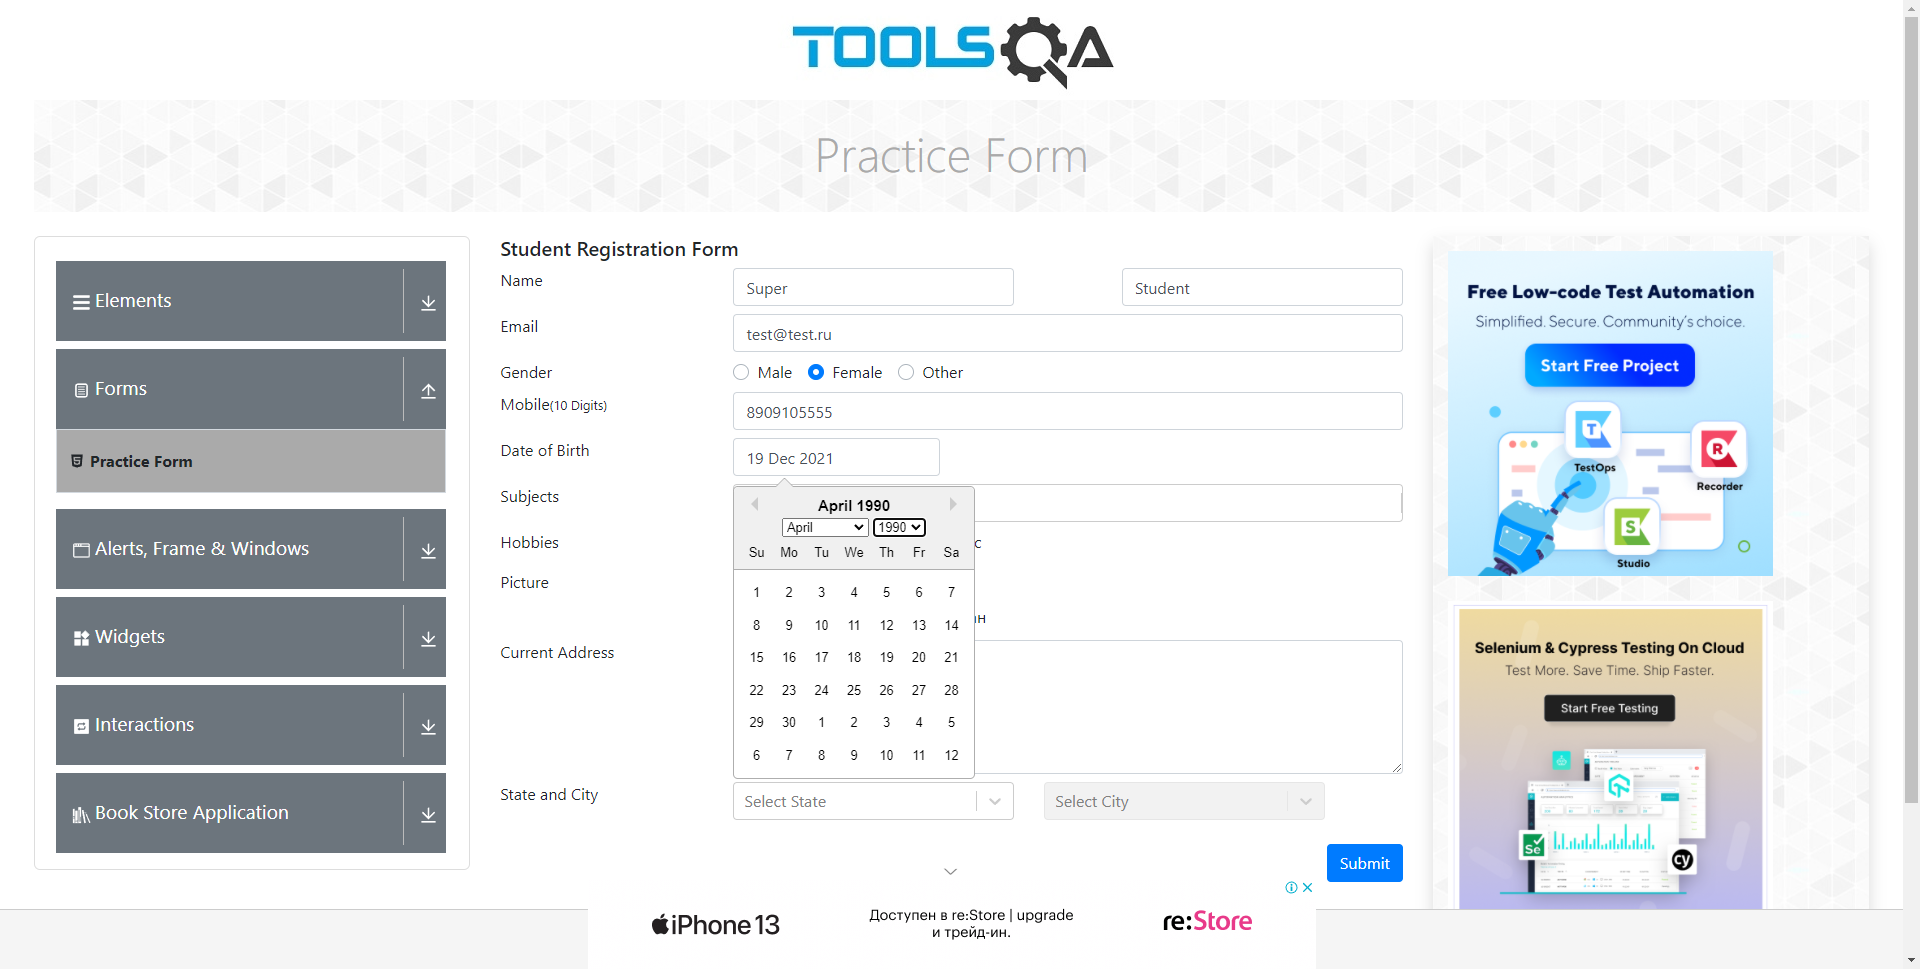 TOOLSQA
Practice Form
Elements
Forms
Practice Form
Alerts, Frame & Windows
Widgets
Interactions
Book Store Application
Student Registration Form
Name
Super
Student
Email
test@test.ru
Gender
Male
Female
Other
Mobile(10 Digits)
8909105555
Date of Birth
19 Dec 2021
April 1990
April
1990
Su Mo Tu We Th Fr Sa
1 2 3 4 5 6 7
8 9 10 11 12 13 14
15 16 17 18 19 20 21
22 23 24 25 26 27 28
29 30 1 2 3 4 5
6 7 8 9 10 11 12
Subjects
Hobbies
c
Picture
н
Current Address
State and City
Select State
Select City
Submit
Free Low-code Test Automation
Simplified. Secure. Community's choice.
Start Free Project
T
TestOps
R
Recorder
S
Studio
Selenium & Cypress Testing On Cloud
Test More. Save Time. Ship Faster.
Start Free Testing
Se
cy
iPhone 13
Доступен в re:Store | upgrade
и трейд-ин.
re:Store